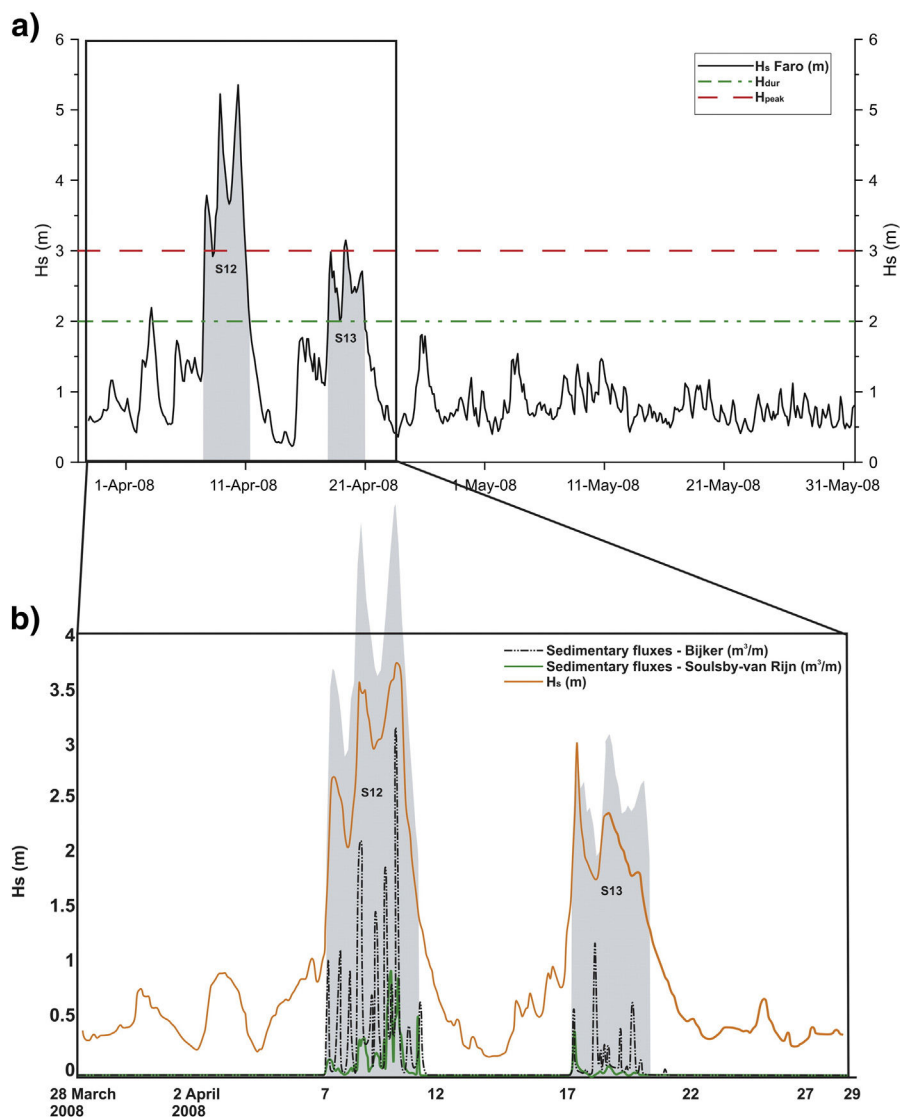 a)
6
5
4
3
2
1
0
Hs (m)
6
5
4
3
2
1
0
Hs (m)
Hs Faro (m)
Hdur
Hpeak
S12
S13
1-Apr-08
11-Apr-08
21-Apr-08
1-May-08
11-May-08
21-May-08
31-May-08
b)
4
3.5
3
2.5
2
1.5
1
0.5
0
Hs (m)
Sedimentary fluxes - Bijker (m³/m)
Sedimentary fluxes - Soulsby-van Rijn (m³/m)
Hs (m)
S12
S13
28 March 2 April 7 12 17 22 27 29
2008 2008